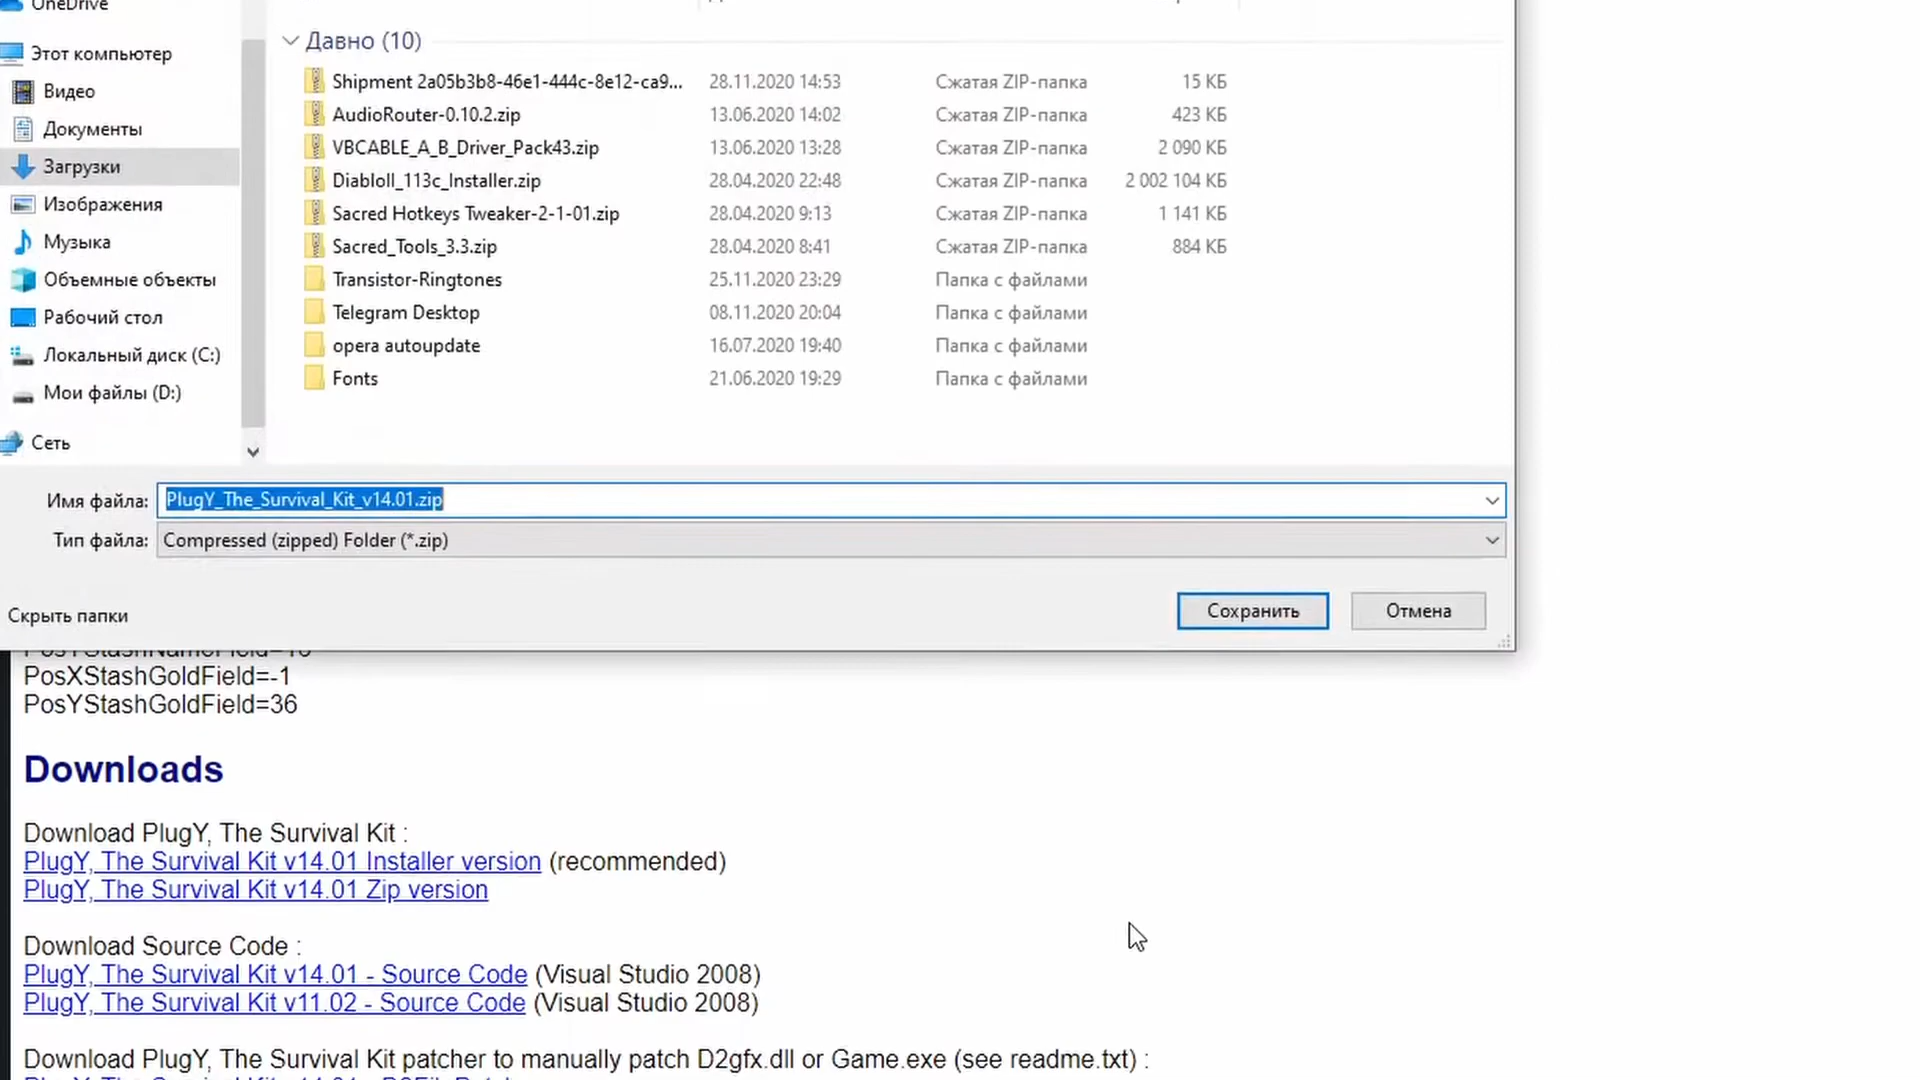 OneDrive
Этот компьютер
Видео
Документы
Загрузки
Изображения
Музыка
Объемные объекты
Рабочий стол
Локальный диск (C:)
Мои файлы (D:)
Сеть
Давно (10)
Shipment 2a05b3b8-46e1-444c-8e12-ca9... 28.11.2020 14:53 Сжатая ZIP-папка 15 КБ
AudioRouter-0.10.2.zip 13.06.2020 14:02 Сжатая ZIP-папка 423 КБ
VBCABLE_A_B_Driver_Pack43.zip 13.06.2020 13:28 Сжатая ZIP-папка 2 090 КБ
DiabloII_113c_Installer.zip 28.04.2020 22:48 Сжатая ZIP-папка 2 002 104 КБ
Sacred Hotkeys Tweaker-2-1-01.zip 28.04.2020 9:13 Сжатая ZIP-папка 1 141 КБ
Sacred_Tools_3.3.zip 28.04.2020 8:41 Сжатая ZIP-папка 884 КБ
Transistor-Ringtones 25.11.2020 23:29 Папка с файлами
Telegram Desktop 08.11.2020 20:04 Папка с файлами
opera autoupdate 16.07.2020 19:40 Папка с файлами
Fonts 21.06.2020 19:29 Папка с файлами
Имя файла: PlugY_The_Survival_Kit_v14.01.zip
Тип файла: Compressed (zipped) Folder (*.zip)
Скрыть папки
Сохранить Отмена
PosXStashGoldField=-1
PosYStashGoldField=36
Downloads
Download PlugY, The Survival Kit :
PlugY, The Survival Kit v14.01 Installer version (recommended)
PlugY, The Survival Kit v14.01 Zip version
Download Source Code :
PlugY, The Survival Kit v14.01 - Source Code (Visual Studio 2008)
PlugY, The Survival Kit v11.02 - Source Code (Visual Studio 2008)
Download PlugY, The Survival Kit patcher to manually patch D2gfx.dll or Game.exe (see readme.txt) :